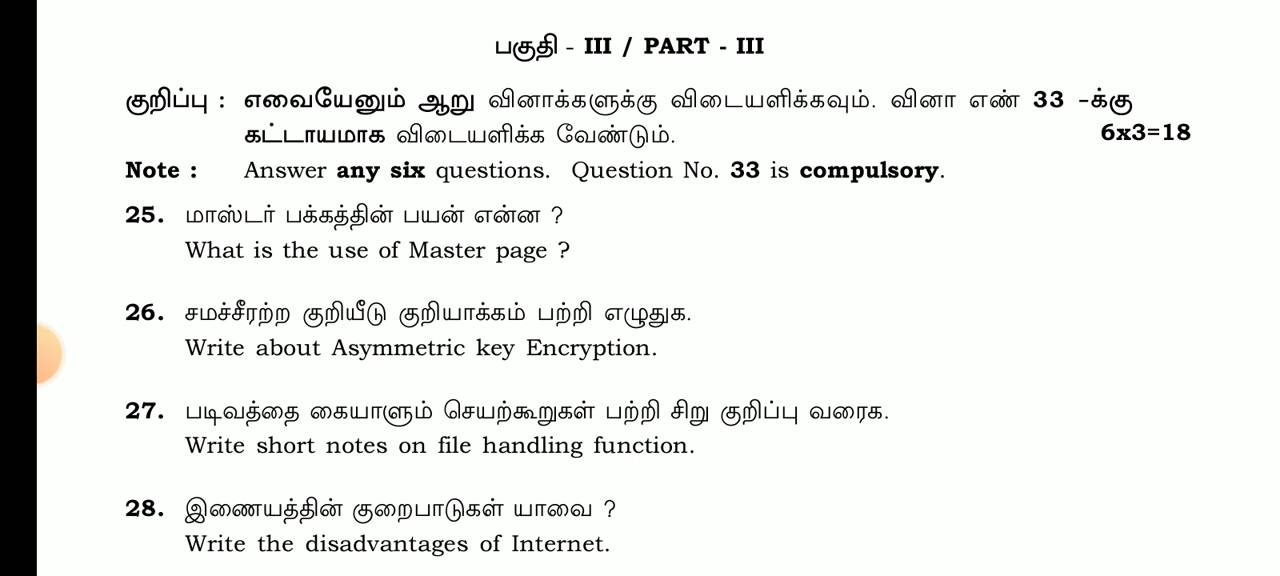 பகுதி - III / PART - III
குறிப்பு : எவையேனும் ஆறு வினாக்களுக்கு விடையளிக்கவும். வினா எண் 33 -க்கு
கட்டாயமாக விடையளிக்க வேண்டும். 6x3=18
Note : Answer any six questions. Question No. 33 is compulsory.
25. மாஸ்டர் பக்கத்தின் பயன் என்ன ?
What is the use of Master page ?
26. சமச்சீரற்ற குறியீடு குறியாக்கம் பற்றி எழுதுக.
Write about Asymmetric key Encryption.
27. படிவத்தை கையாளும் செயற்கூறுகள் பற்றி சிறு குறிப்பு வரைக.
Write short notes on file handling function.
28. இணையத்தின் குறைபாடுகள் யாவை ?
Write the disadvantages of Internet.